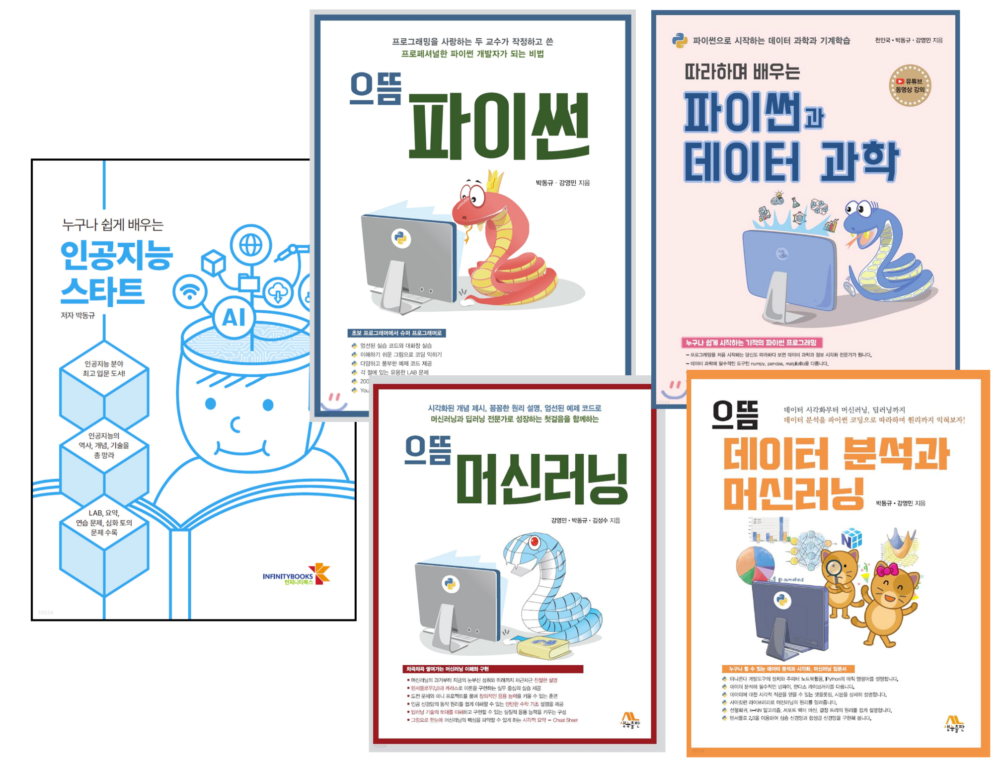 누구나 쉽게 배우는
인공지능
스타트
저자 박동규
AI
인공지능 분야
최고 입문 도서!
인공지능의
역사, 개념, 기술을
총 망라
LAB, 요약,
연습 문제, 심화 토의
문제 수록
INFINITYBOOKS
인피니티북스
YES24
프로그래밍을 사랑하는 두 교수가 작정하고 쓴
프로페셔널한 파이썬 개발자가 되는 비법
으뜸
파이썬
박동규 · 강영민 지음
초보 프로그래머에서 슈퍼 프로그래머로
엄선된 실습 코드와 대화창 실습
이해하기 쉬운 그림으로 코딩 익히기
다양하고 풍부한 예제 코드 제공
각 절에 있는 유용한 LAB 문제
200
You
파이썬으로 시작하는 데이터 과학과 기계학습
천인국 • 박동규 · 강영민 지음
따라하며 배우는
유튜브
동영상 강의
파이썬과
데이터 과학
누구나 쉽게 시작하는 기적의 파이썬 프로그래밍
– 프로그래밍을 처음 시작하는 당신도 따라하다 보면 데이터 과학과 정보 시각화 전문가가 됩니다.
– 데이터 과학에 필수적인 도구인 numpy, pandas, matplotlib을 다룹니다.
YES24
시각화된 개념 제시, 꼼꼼한 원리 설명, 엄선된 예제 코드로
머신러닝과 딥러닝 전문가로 성장하는 첫걸음을 함께하는
으뜸
머신러닝
강영민 • 박동규 · 김성수 지음
차곡차곡 쌓여가는 머신러닝 이해와 구현
• 머신러닝의 과거부터 지금의 눈부신 성취와 미래까지 차근차근 친절한 설명
• 텐서플로우2.0과 케라스로 이론을 구현하는 실무 중심의 실습 제공
• 도전 문제와 미니 프로젝트를 풀며 창의적인 응용 능력을 키울 수 있는 훈련
• 인공 신경망의 동작 원리를 쉽게 이해할 수 있는 탄탄한 수학 기초 설명을 제공
• 딥러닝 기술의 토대를 이해하고 구현할 수 있는 실질적 응용 능력을 키우는 구성
• 그림으로 한눈에 머신러닝의 핵심을 파악할 수 있게 하는 시각적 요약 – Cheat Sheet
생능출판
YES24
으뜸
데이터 시각화부터 머신러닝, 딥러닝까지
데이터 분석을 파이썬 코딩으로 따라하며 원리까지 익혀보자!
데이터 분석과
머신러닝
박동규 • 강영민 지음
N
pandas
누구나 할 수 있는 데이터 분석과 시각화, 머신러닝 입문서
아나콘다 개발도구의 설치와 주피터 노트북활용, IPython의 매직 명령어를 설명합니다.
데이터 분석에 필수적인 넘파이, 판다스 라이브러리를 다룹니다.
데이터에 대한 시각적 직관을 얻을 수 있는 맷플롯립, 시본을 상세히 설명합니다.
사이킷런 라이브러리로 머신러닝의 원리를 알려줍니다.
선형회귀, k-NN 알고리즘, 서포트 벡터 머신, 결정 트리의 원리를 쉽게 설명합니다.
텐서플로 2.0을 이용하여 심층 신경망과 합성곱 신경망을 구현해 봅니다.
생능출판
YES24